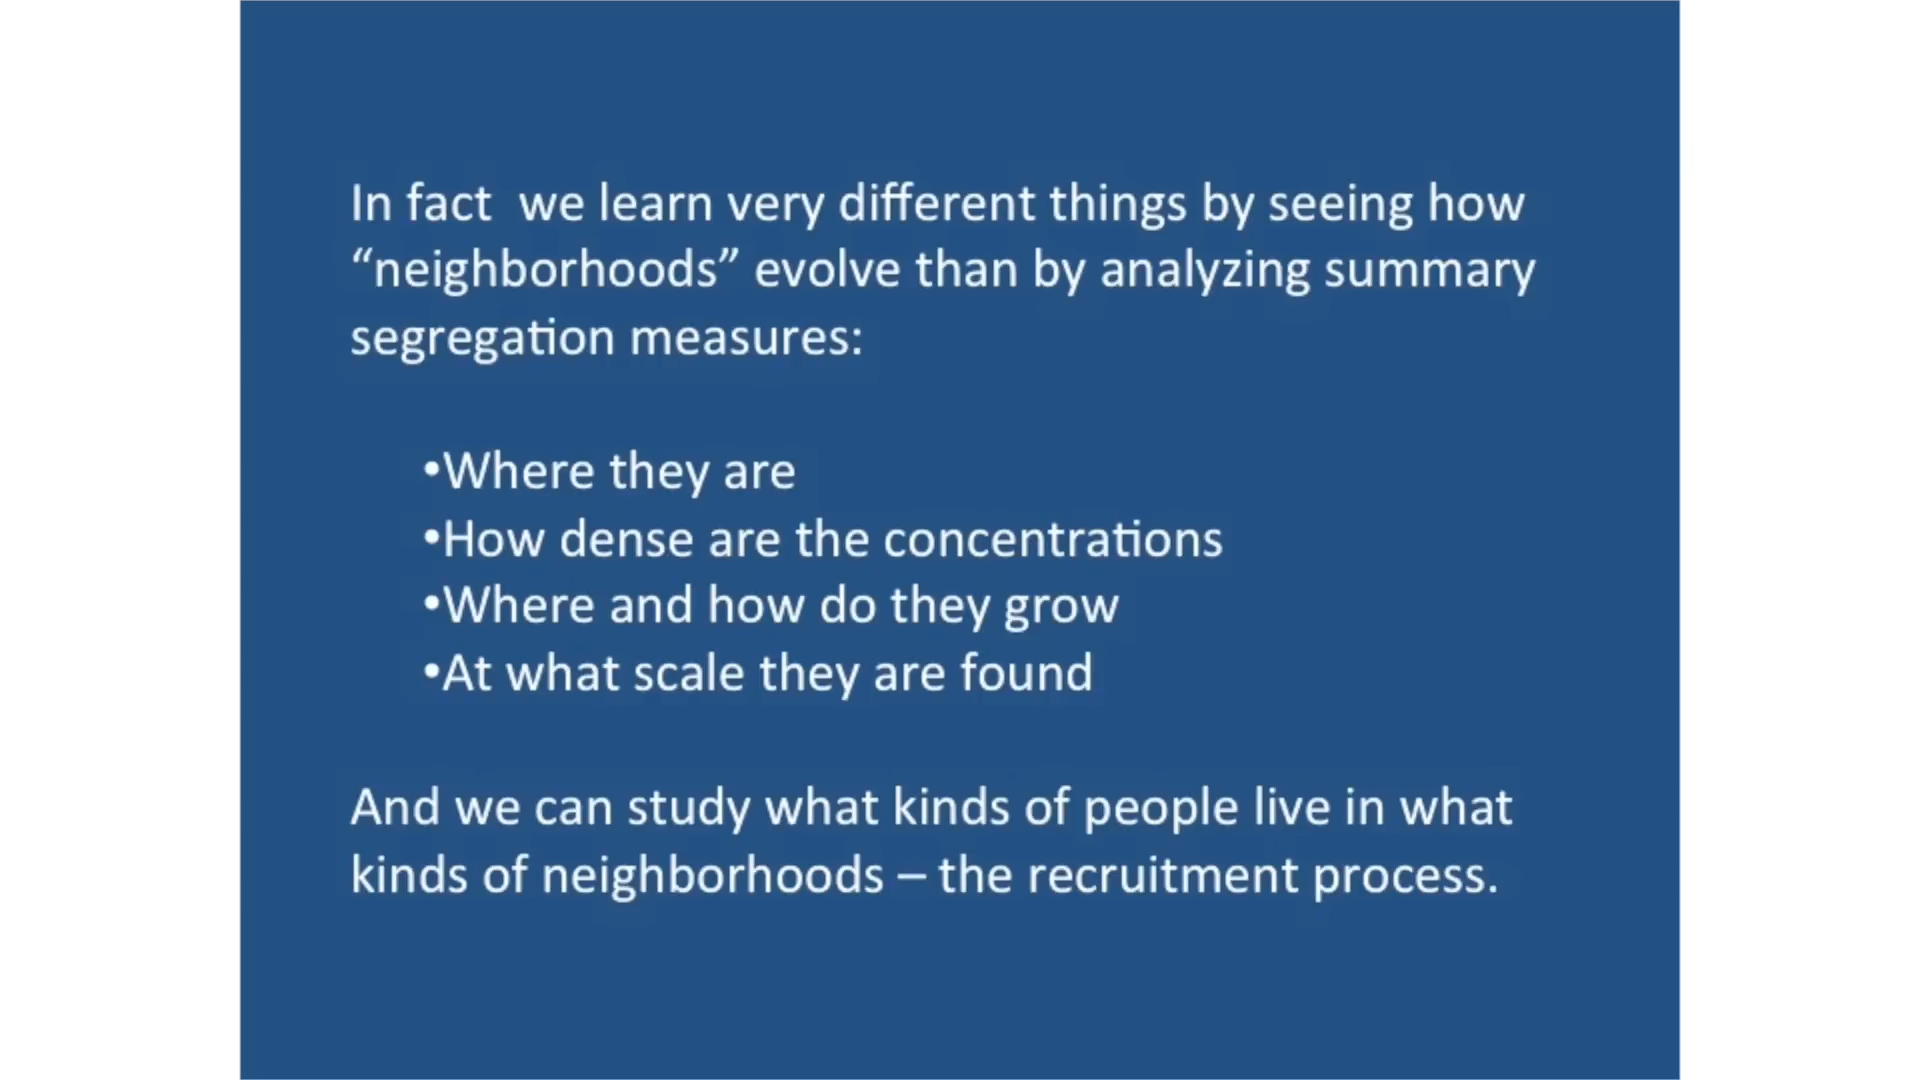 In fact  we learn very different things by seeing how
“neighborhoods” evolve than by analyzing summary
segregation measures:
•Where they are
•How dense are the concentrations
•Where and how do they grow
•At what scale they are found
And we can study what kinds of people live in what
kinds of neighborhoods – the recruitment process.